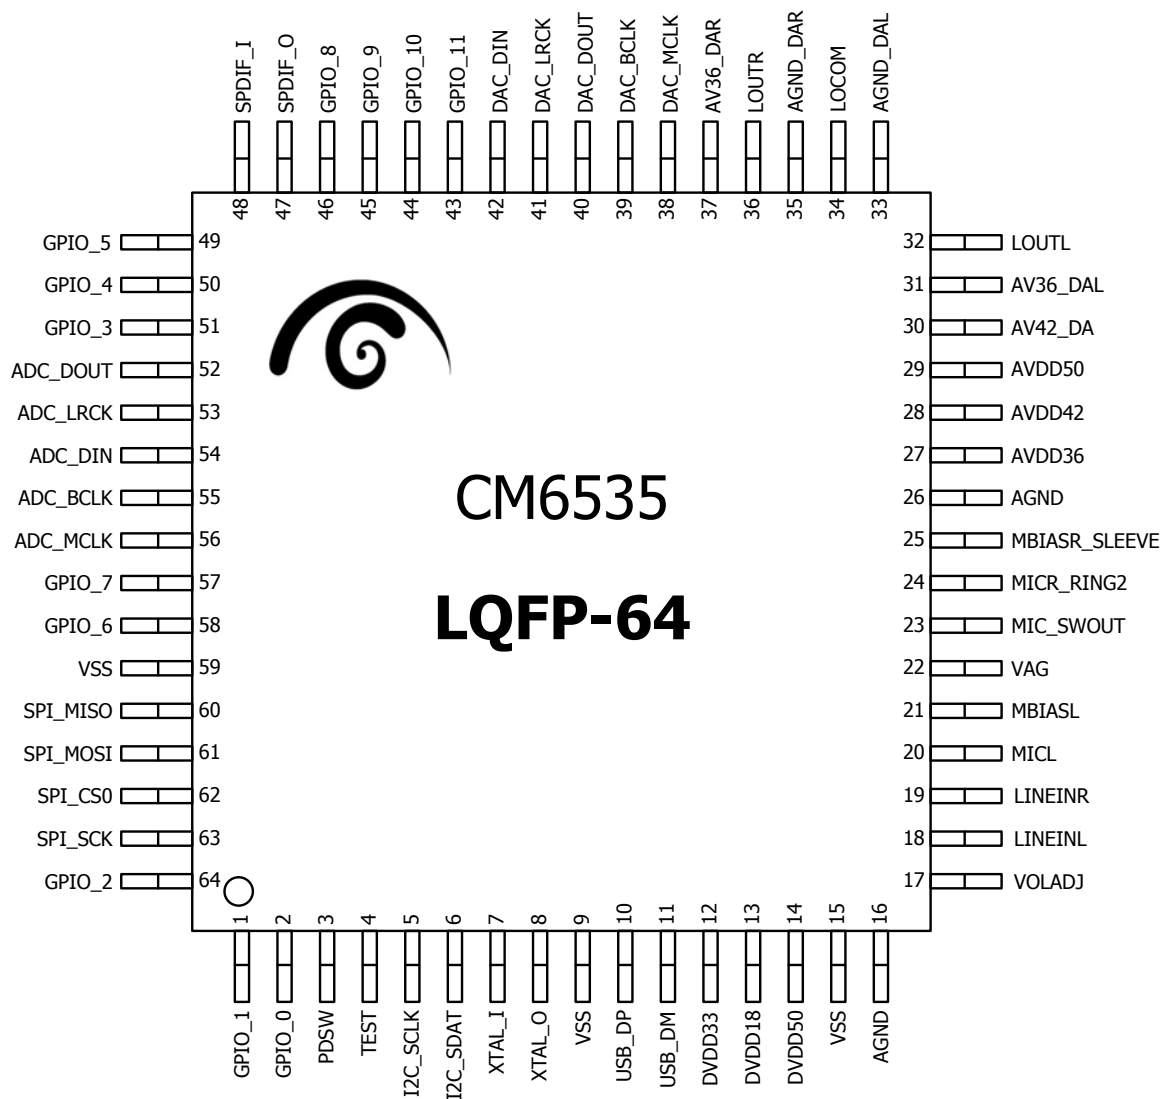 SPDIF_I
SPDIF_O
GPIO_8
GPIO_9
GPIO_10
GPIO_11
DAC_DIN
DAC_LRCK
DAC_DOUT
DAC_BCLK
DAC_MCLK
AV36_DAR
LOUTR
AGND_DAR
LOCOM
AGND_DAL
48
47
46
45
44
43
42
41
40
39
38
37
36
35
34
33
GPIO_5 49
GPIO_4 50
GPIO_3 51
ADC_DOUT 52
ADC_LRCK 53
ADC_DIN 54
ADC_BCLK 55
ADC_MCLK 56
GPIO_7 57
GPIO_6 58
VSS 59
SPI_MISO 60
SPI_MOSI 61
SPI_CS0 62
SPI_SCK 63
GPIO_2 64
CM6535
LQFP-64
32 LOUTL
31 AV36_DAL
30 AV42_DA
29 AVDD50
28 AVDD42
27 AVDD36
26 AGND
25 MBIASR_SLEEVE
24 MICR_RING2
23 MIC_SWOUT
22 VAG
21 MBIASL
20 MICL
19 LINEINR
18 LINEINL
17 VOLADJ
1
2
3
4
5
6
7
8
9
10
11
12
13
14
15
16
GPIO_1
GPIO_0
PDSW
TEST
I2C_SCLK
I2C_SDAT
XTAL_I
XTAL_O
VSS
USB_DP
USB_DM
DVDD33
DVDD18
DVDD50
VSS
AGND